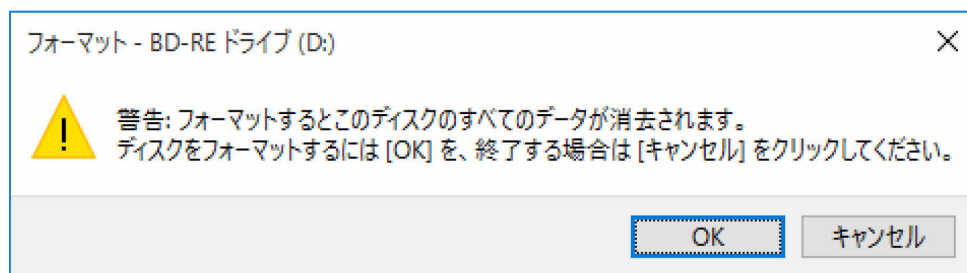 フォーマット - BD-RE ドライブ (D:)
警告: フォーマットするとこのディスクのすべてのデータが消去されます。
ディスクをフォーマットするには [OK] を、終了する場合は [キャンセル] をクリックしてください。
OK
キャンセル